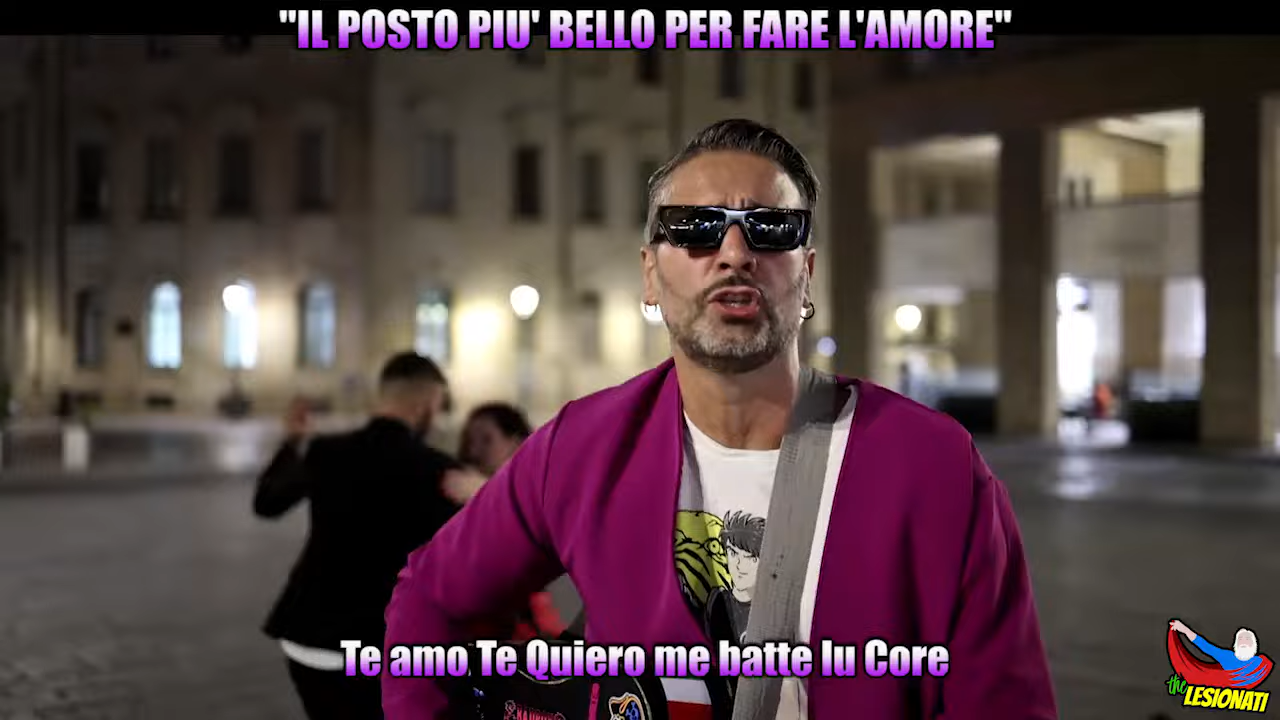 "IL POSTO PIU' BELLO PER FARE L'AMORE"
Te amo Te Quiero me batte lu Core
the
LESIONATI